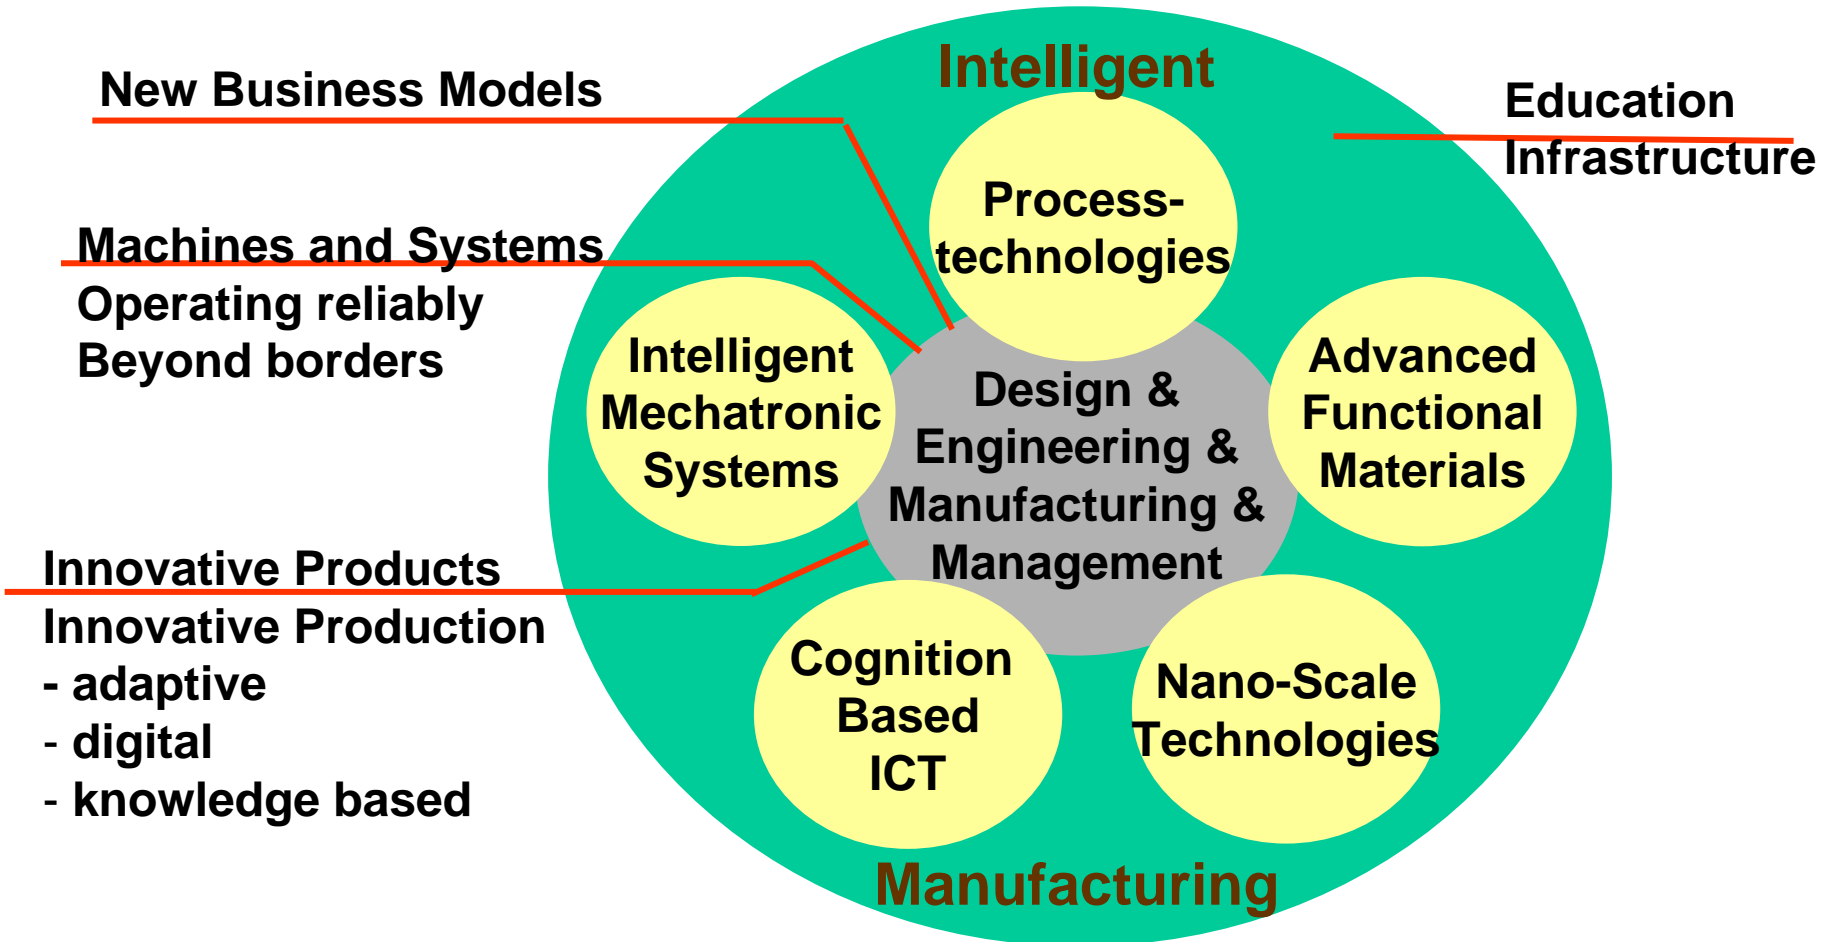 New Business Models
Machines and Systems
Operating reliably
Beyond borders
Innovative Products
Innovative Production
- adaptive
- digital
- knowledge based
Intelligent
Process-
technologies
Intelligent
Mechatronic
Systems
Design &
Engineering &
Manufacturing &
Management
Advanced
Functional
Materials
Cognition
Based
ICT
Nano-Scale
Technologies
Manufacturing
Education
Infrastructure